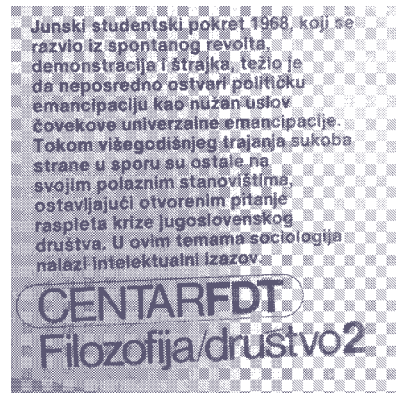 Junski studentski pokret 1968, koji se
razvio iz spontanog revolta,
demonstracija i štrajka, težio je
da neposredno ostvari političku
emancipaciju kao nužan uslov
čovekove univerzalne emancipacije.
Tokom višegodišnjeg trajanja sukoba
strane u sporu su ostale na
svojim polaznim stanovištima,
ostavljajući otvorenim pitanje
raspleta krize jugoslovenskog
društva. U ovim temama sociologija
nalazi intelektualni izazov.
CENTARFDT
Filozofija/društvo2